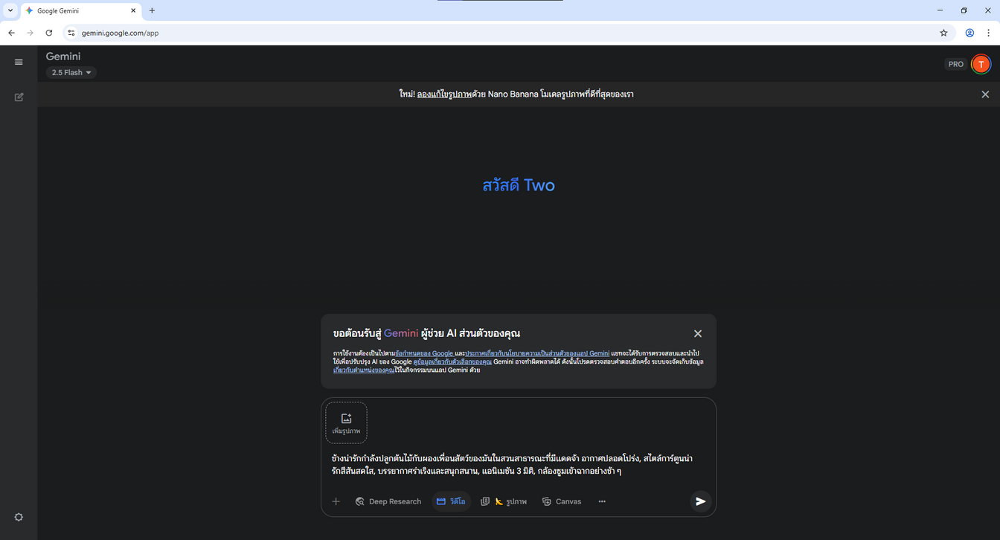 Google Gemini
gemini.google.com/app
Gemini
2.5 Flash
PRO
T
ใหม่! ลองแก้ไขรูปภาพด้วย Nano Banana โมเดลรูปภาพที่ดีที่สุดของเรา
สวัสดี Two
ขอต้อนรับสู่ Gemini ผู้ช่วย AI ส่วนตัวของคุณ
การใช้งานต้องเป็นไปตามข้อกำหนดของ Google และประกาศเกี่ยวกับนโยบายความเป็นส่วนตัวของแอป Gemini แชทจะได้รับการตรวจสอบและนำไป
ใช้เพื่อปรับปรุง AI ของ Google ดูข้อมูลเกี่ยวกับตัวเลือกของคุณ Gemini อาจทำผิดพลาดได้ ดังนั้นโปรดตรวจสอบคำตอบอีกครั้ง ระบบจะจัดเก็บข้อมูล
เกี่ยวกับตำแหน่งของคุณไว้ในกิจกรรมบนแอป Gemini ด้วย
เพิ่มรูปภาพ
ช้างน่ารักกำลังปลูกต้นไม้กับผองเพื่อนสัตว์ของมันในสวนสาธารณะที่มีแดดจ้า อากาศปลอดโปร่ง, สไตล์การ์ตูนน่า
รักสีสันสดใส, บรรยากาศร่าเริงและสนุกสนาน, แอนิเมชัน 3 มิติ, กล้องซูมเข้าฉากอย่างช้า ๆ
Deep Research วิดีโอ รูปภาพ Canvas